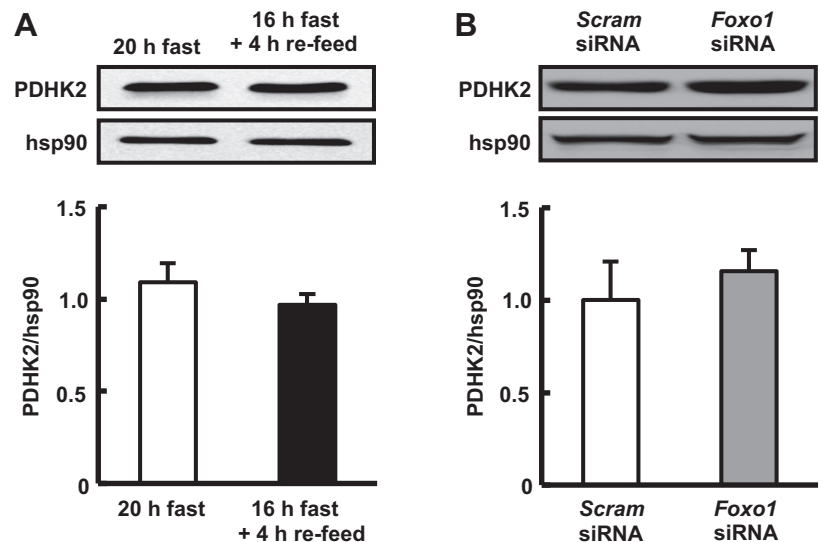 A
20 h fast
16 h fast
+ 4 h re-feed
PDHK2
hsp90
1.5
1.0
0.5
0
PDHK2/hsp90
20 h fast
16 h fast
+ 4 h re-feed
B
Scram
siRNA
Foxo1
siRNA
PDHK2
hsp90
1.5
1.0
0.5
0
PDHK2/hsp90
Scram
siRNA
Foxo1
siRNA